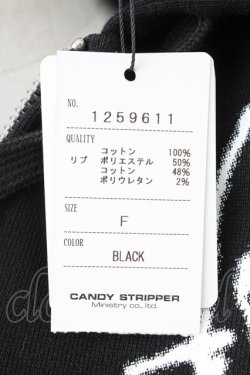 NO. 1259611
QUALITY
コットン 100%
リブ ポリエステル 50%
コットン 48%
ポリウレタン 2%
SIZE
F
COLOR
BLACK
CANDY STRIPPER
Ministry co., ltd.